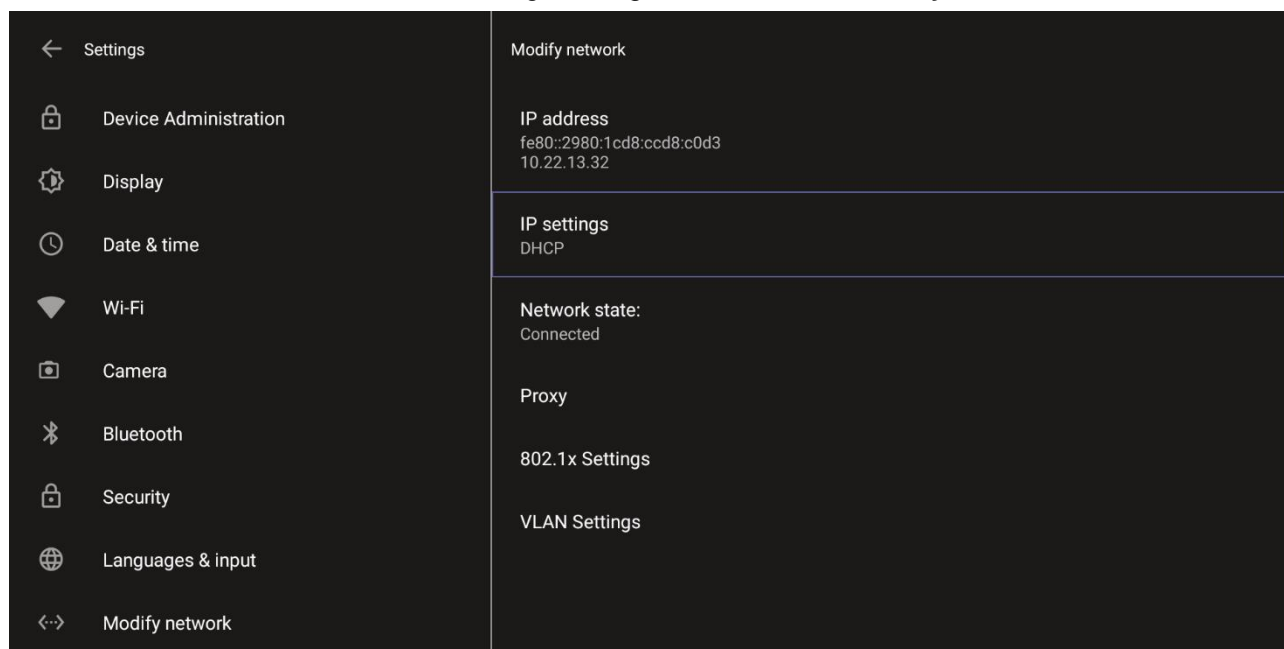 Settings
Device Administration
Display
Date & time
Wi-Fi
Camera
Bluetooth
Security
Languages & input
Modify network
Modify network
IP address
fe80::2980:1cd8:ccd8:c0d3
10.22.13.32
IP settings
DHCP
Network state:
Connected
Proxy
802.1x Settings
VLAN Settings